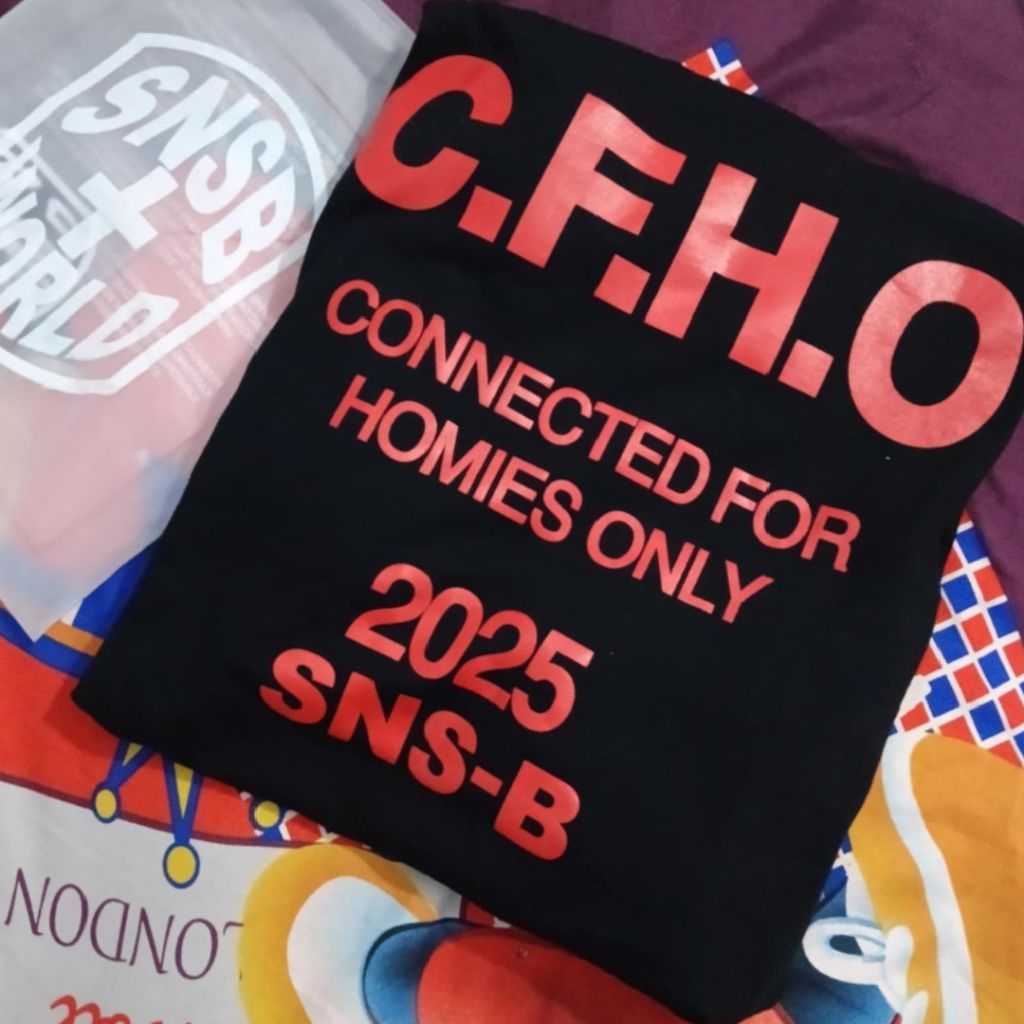 SNSB
+
WORLD
C.F.H.O
CONNECTED FOR
HOMIES ONLY
2025
SNS-B
LONDON